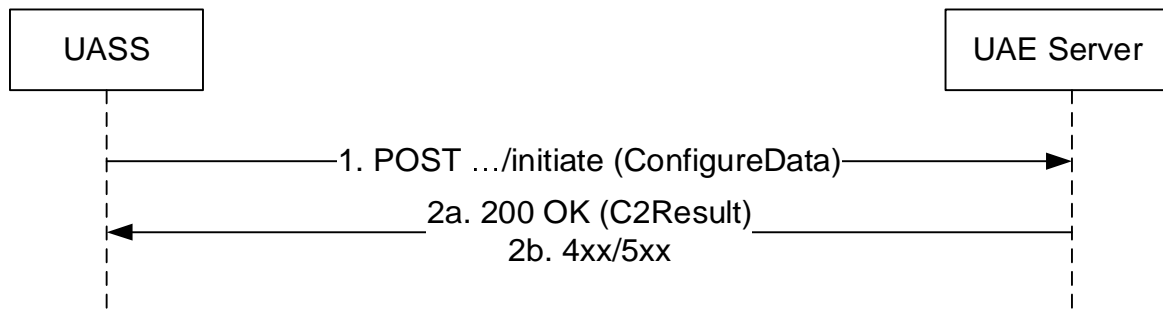 UASS
UAE Server
1. POST …/initiate (ConfigureData)
2a. 200 OK (C2Result)
2b. 4xx/5xx